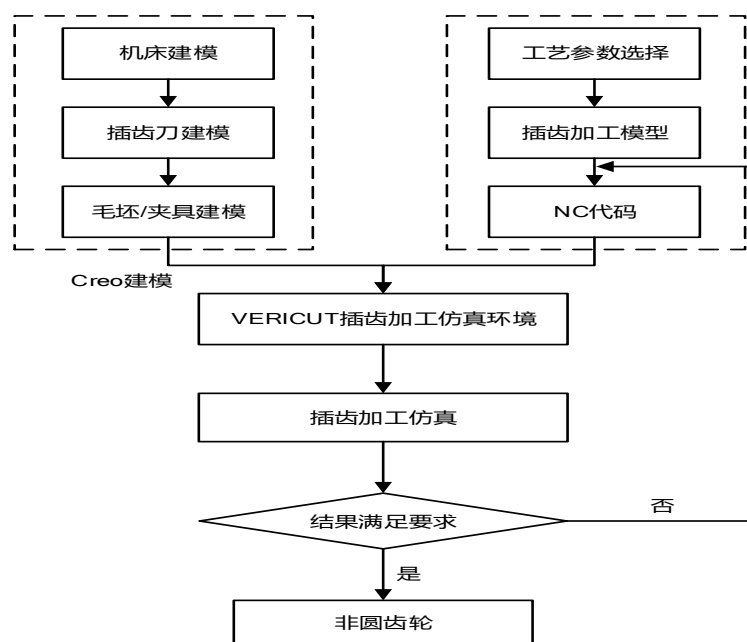 机床建模
插齿刀建模
毛坯/夹具建模
Creo建模
工艺参数选择
插齿加工模型
NC代码
VERICUT插齿加工仿真环境
插齿加工仿真
结果满足要求
否
是
非圆齿轮